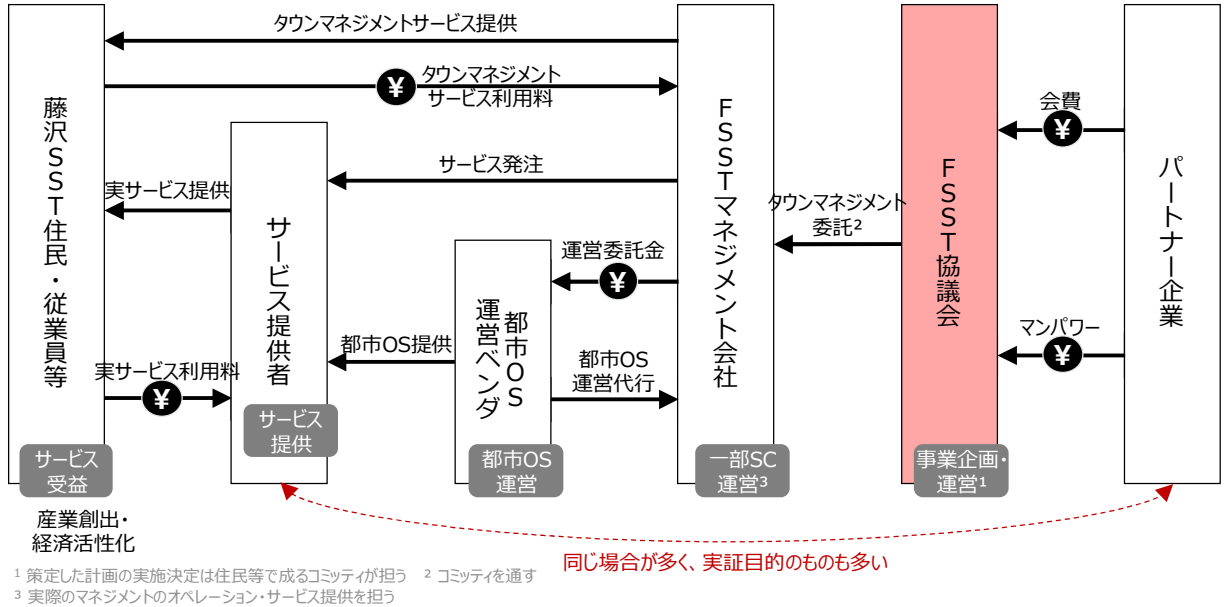 タウンマネジメントサービス提供
¥
タウンマネジメント
サービス利用料
藤沢SST住民・従業員等
実サービス提供
実サービス利用料
¥
サービス
受益
産業創出・
経済活性化
サービス提供者
サービス
提供
サービス発注
都市OS提供
都市OS
運営ベンダ
都市OS
運営
運営委託金
¥
都市OS
運営代行
FSSTマネジメント会社
一部SC
運営³
タウンマネジメント
委託²
FSST協議会
事業企画・
運営¹
会費
¥
マンパワー
¥
パートナー企業
同じ場合が多く、実証目的のものも多い
¹ 策定した計画の実施決定は住民等で成るコミッティが担う ² コミッティを通す
³ 実際のマネジメントのオペレーション・サービス提供を担う